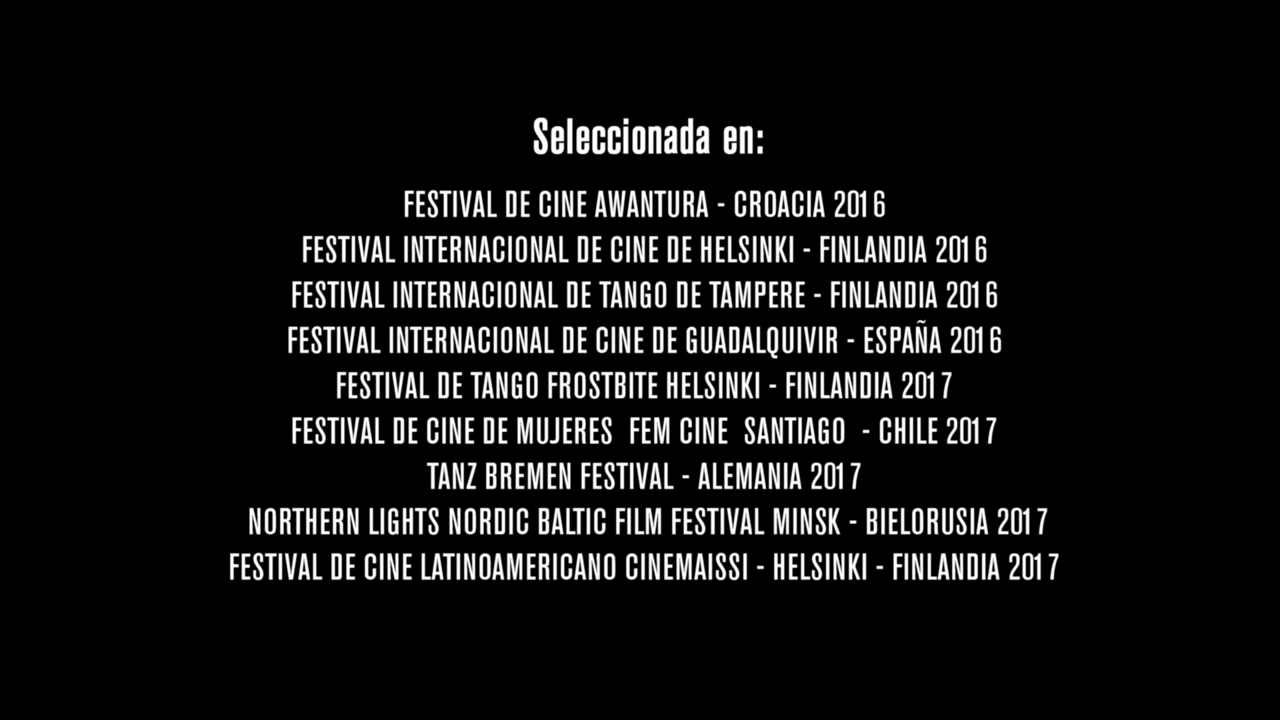 Seleccionada en:
FESTIVAL DE CINE AWANTURA - CROACIA 2016
FESTIVAL INTERNACIONAL DE CINE DE HELSINKI - FINLANDIA 2016
FESTIVAL INTERNACIONAL DE TANGO DE TAMPERE - FINLANDIA 2016
FESTIVAL INTERNACIONAL DE CINE DE GUADALQUIVIR - ESPAÑA 2016
FESTIVAL DE TANGO FROSTBITE HELSINKI - FINLANDIA 2017
FESTIVAL DE CINE DE MUJERES FEM CINE SANTIAGO - CHILE 2017
TANZ BREMEN FESTIVAL - ALEMANIA 2017
NORTHERN LIGHTS NORDIC BALTIC FILM FESTIVAL MINSK - BIELORUSIA 2017
FESTIVAL DE CINE LATINOAMERICANO CINEMAISSI - HELSINKI - FINLANDIA 2017